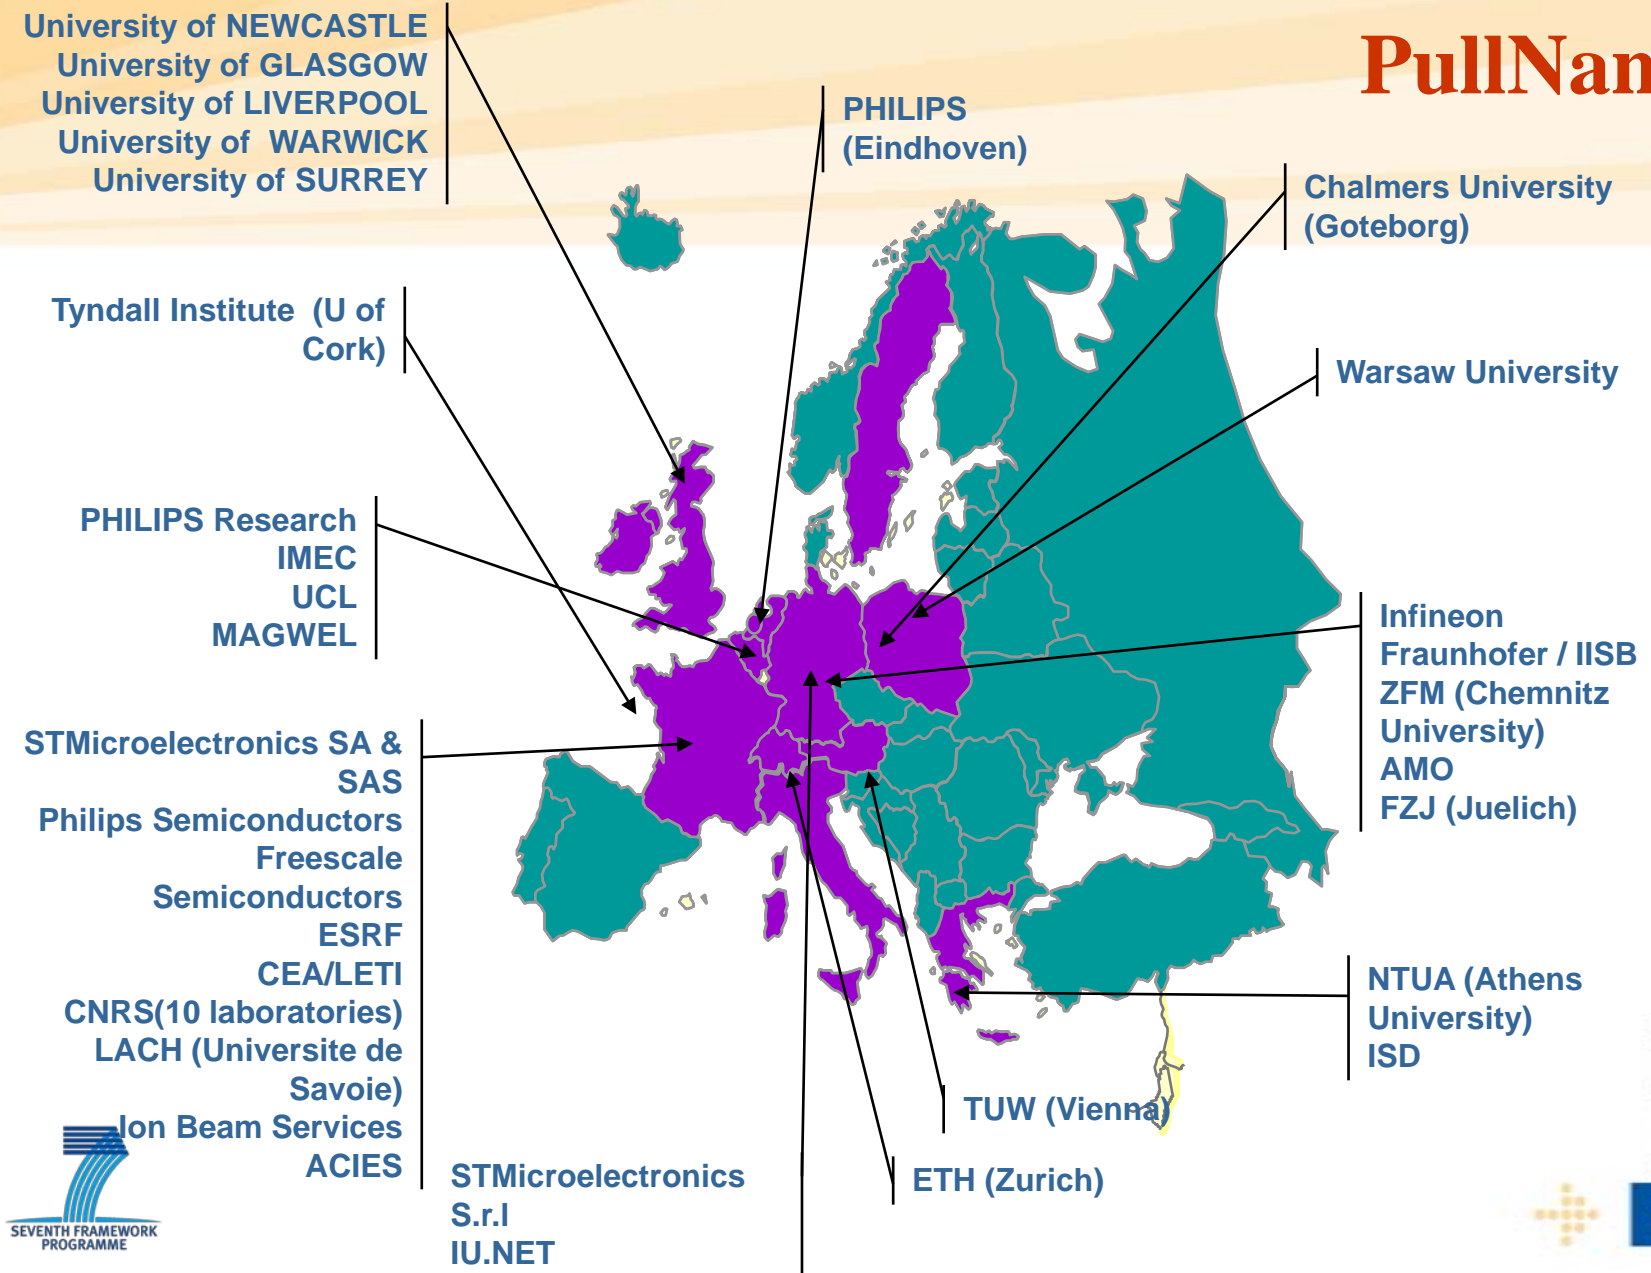 University of NEWCASTLE
University of GLASGOW
University of LIVERPOOL
University of  WARWICK
University of SURREY
PullNan
PHILIPS
(Eindhoven)
Chalmers University
(Goteborg)
Tyndall Institute  (U of
Cork)
Warsaw University
PHILIPS Research
IMEC
UCL
MAGWEL
Infineon
Fraunhofer / IISB
ZFM (Chemnitz
University)
AMO
FZJ (Juelich)
STMicroelectronics SA &
SAS
Philips Semiconductors
Freescale
Semiconductors
ESRF
CEA/LETI
CNRS(10 laboratories)
LACH (Universite de
Savoie)
Ion Beam Services
ACIES
NTUA (Athens
University)
ISD
TUW (Vienna)
ETH (Zurich)
STMicroelectronics
S.r.l
IU.NET
SEVENTH FRAMEWORK
PROGRAMME